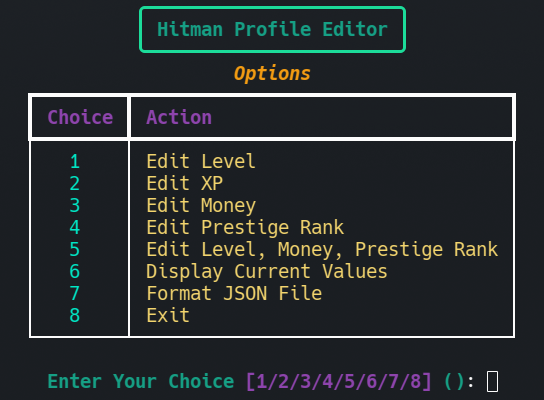 Hitman Profile Editor
Options
Choice Action
1 Edit Level
2 Edit XP
3 Edit Money
4 Edit Prestige Rank
5 Edit Level, Money, Prestige Rank
6 Display Current Values
7 Format JSON File
8 Exit
Enter Your Choice [1/2/3/4/5/6/7/8] ():